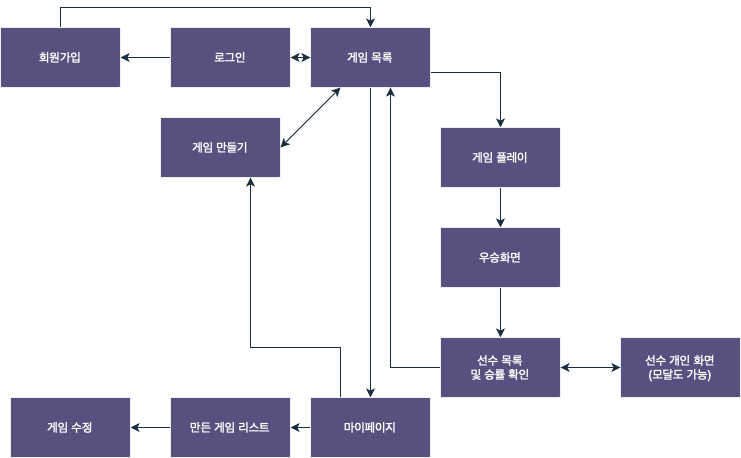 회원가입
로그인
게임 목록
게임 만들기
게임 플레이
우승화면
선수 목록
및 승률 확인
선수 개인 화면
(모달도 가능)
게임 수정
만든 게임 리스트
마이페이지